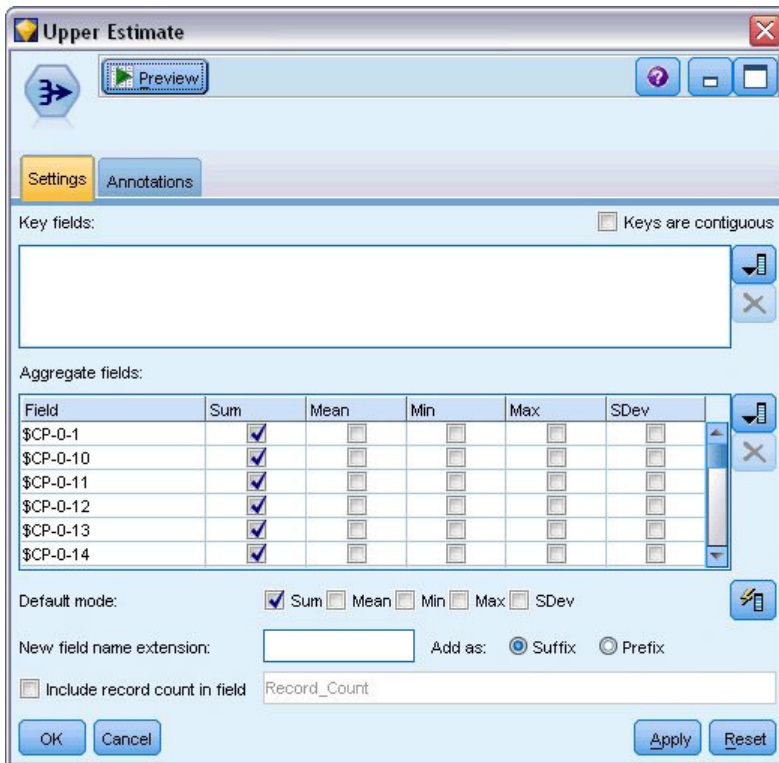 Upper Estimate
Preview
Settings Annotations
Key fields: Keys are contiguous
Aggregate fields:
Field Sum Mean Min Max SDev
$CP-0-1
$CP-0-10
$CP-0-11
$CP-0-12
$CP-0-13
$CP-0-14
Default mode: Sum Mean Min Max SDev
New field name extension: Add as: Suffix Prefix
Include record count in field Record_Count
OK Cancel Apply Reset